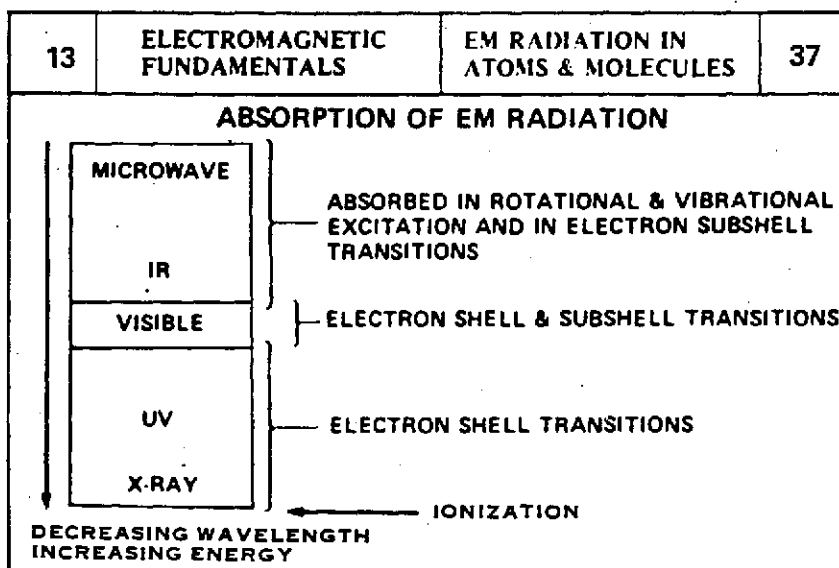 13
ELECTROMAGNETIC
FUNDAMENTALS
EM RADIATION IN
ATOMS & MOLECULES
37
ABSORPTION OF EM RADIATION
MICROWAVE
IR
VISIBLE
UV
X-RAY
ABSORBED IN ROTATIONAL & VIBRATIONAL
EXCITATION AND IN ELECTRON SUBSHELL
TRANSITIONS
ELECTRON SHELL & SUBSHELL TRANSITIONS
ELECTRON SHELL TRANSITIONS
IONIZATION
DECREASING WAVELENGTH
INCREASING ENERGY